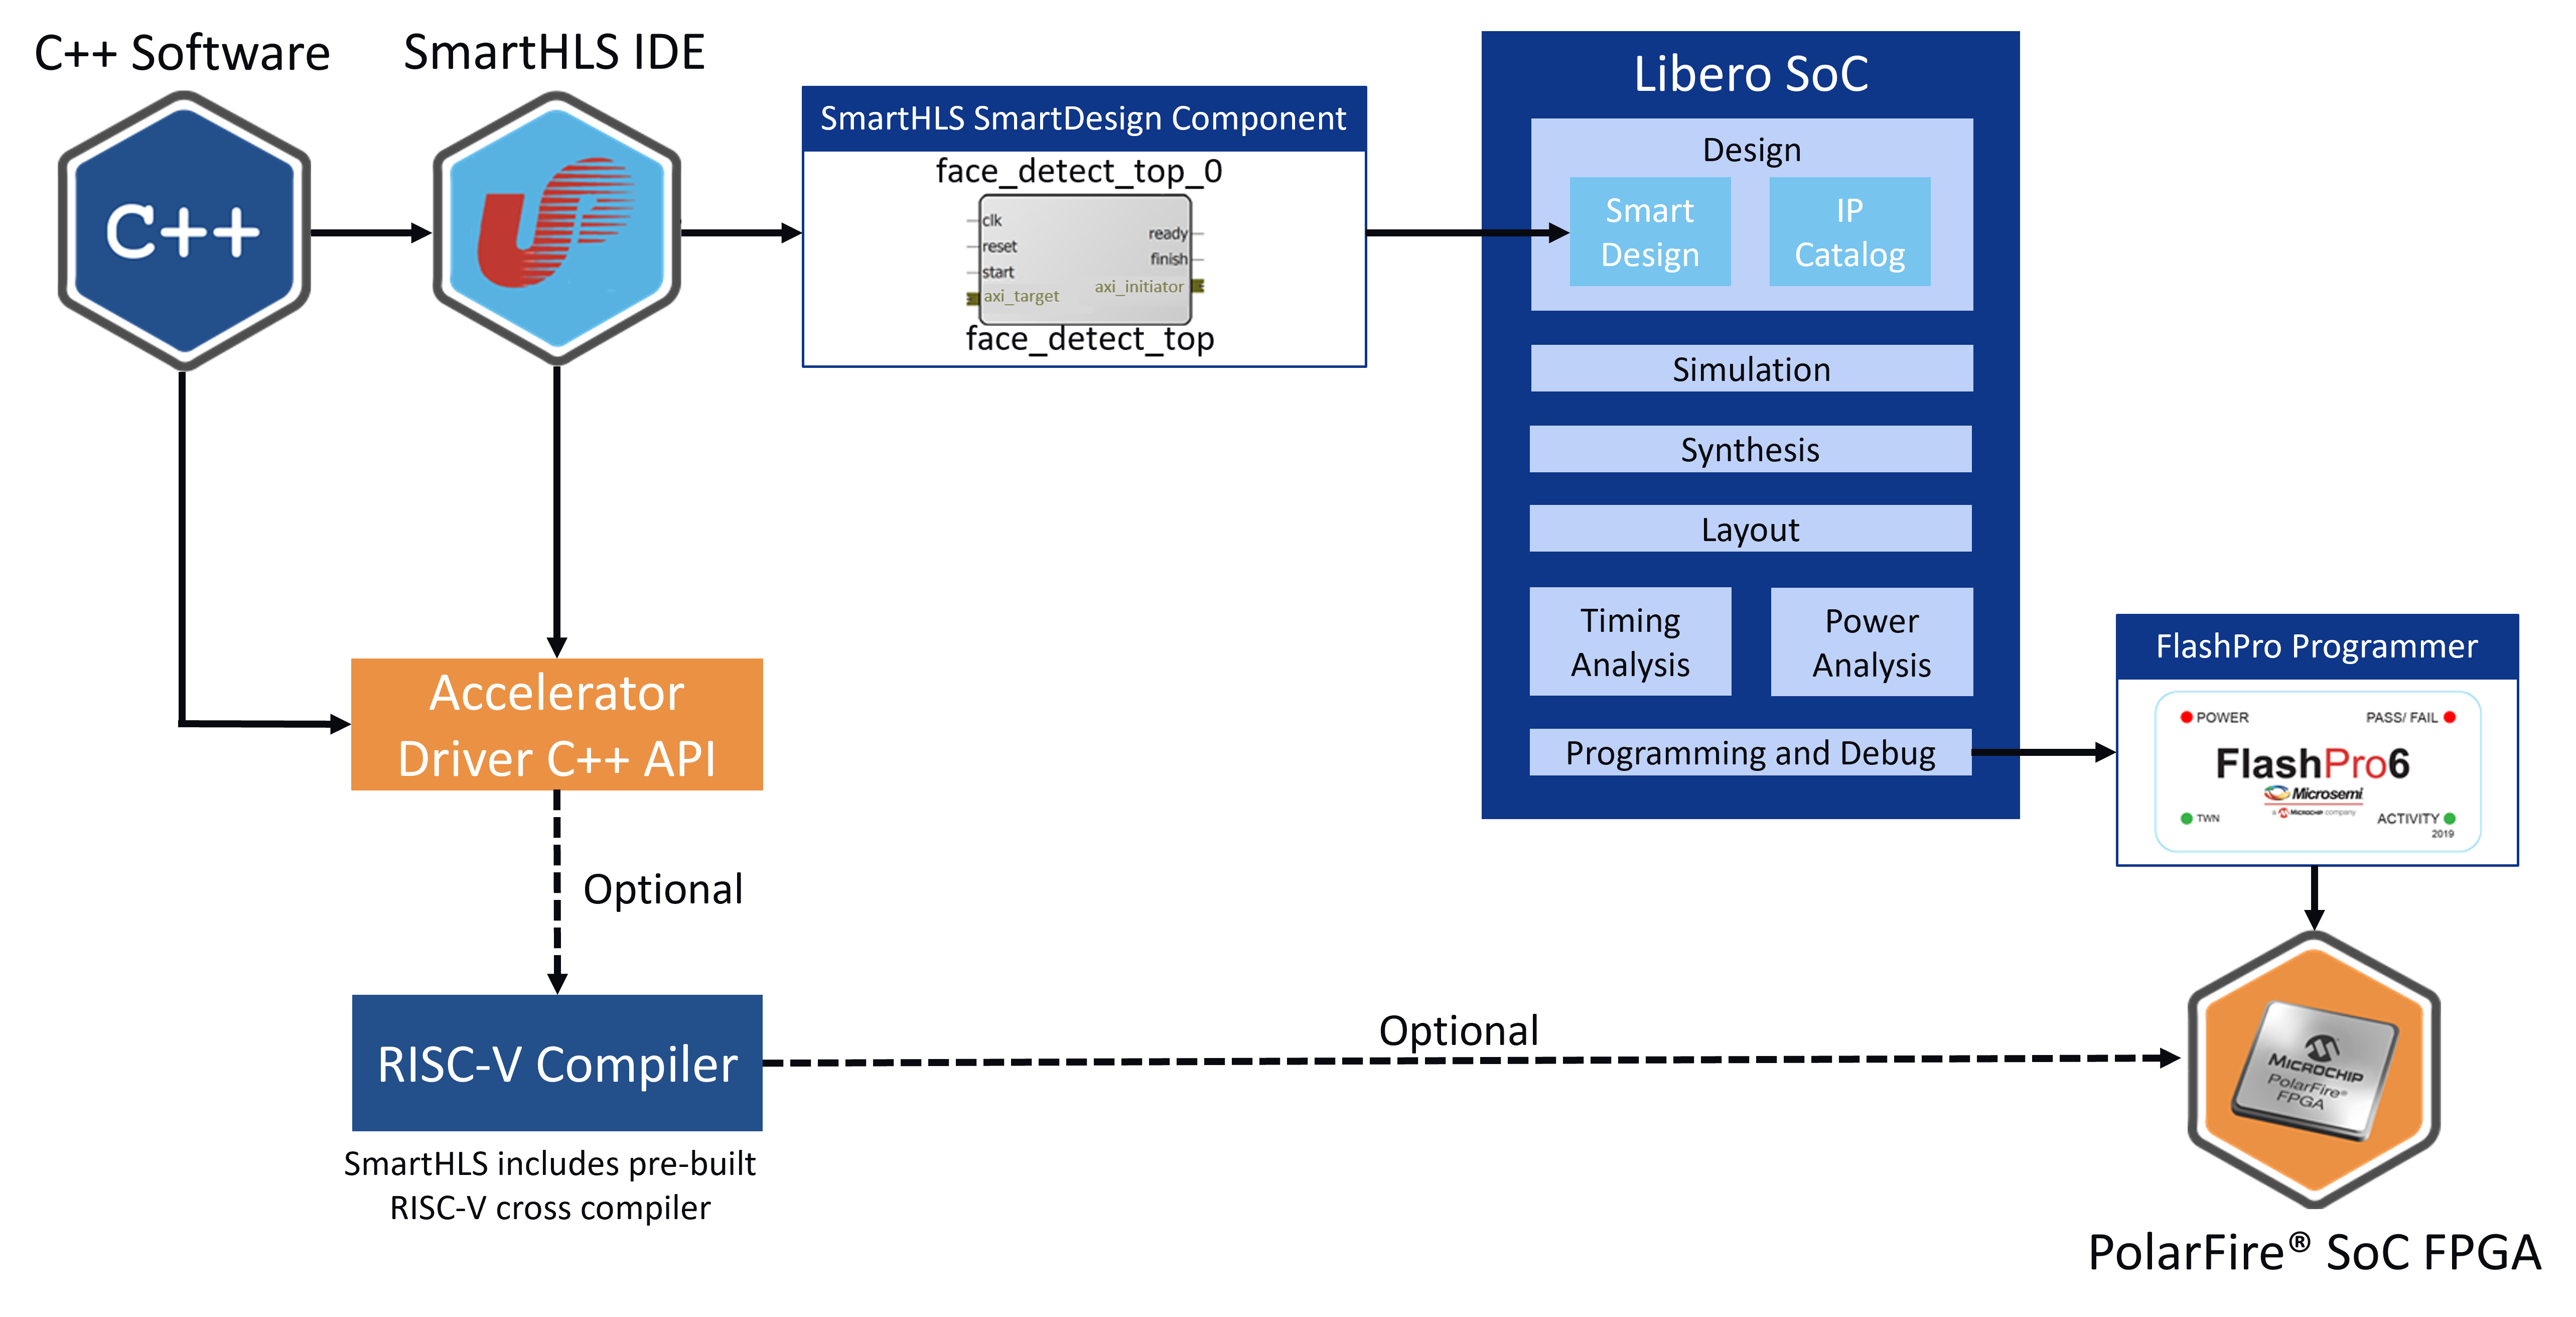 C++ Software
SmartHLS IDE
C++
SmartHLS SmartDesign Component
face_detect_top_0
clk
reset
start
axi_target
ready
finish
axi_initiator
face_detect_top
Libero SoC
Design
Smart
Design
IP
Catalog
Simulation
Synthesis
Layout
Timing
Analysis
Power
Analysis
Programming and Debug
FlashPro Programmer
POWER
PASS/ FAIL
FlashPro6
Microsemi
a MICROCHIP company
TWN
ACTIVITY
2019
Accelerator
Driver C++ API
Optional
RISC-V Compiler
Optional
SmartHLS includes pre-built
RISC-V cross compiler
MICROCHIP
PolarFire®
FPGA
PolarFire® SoC FPGA